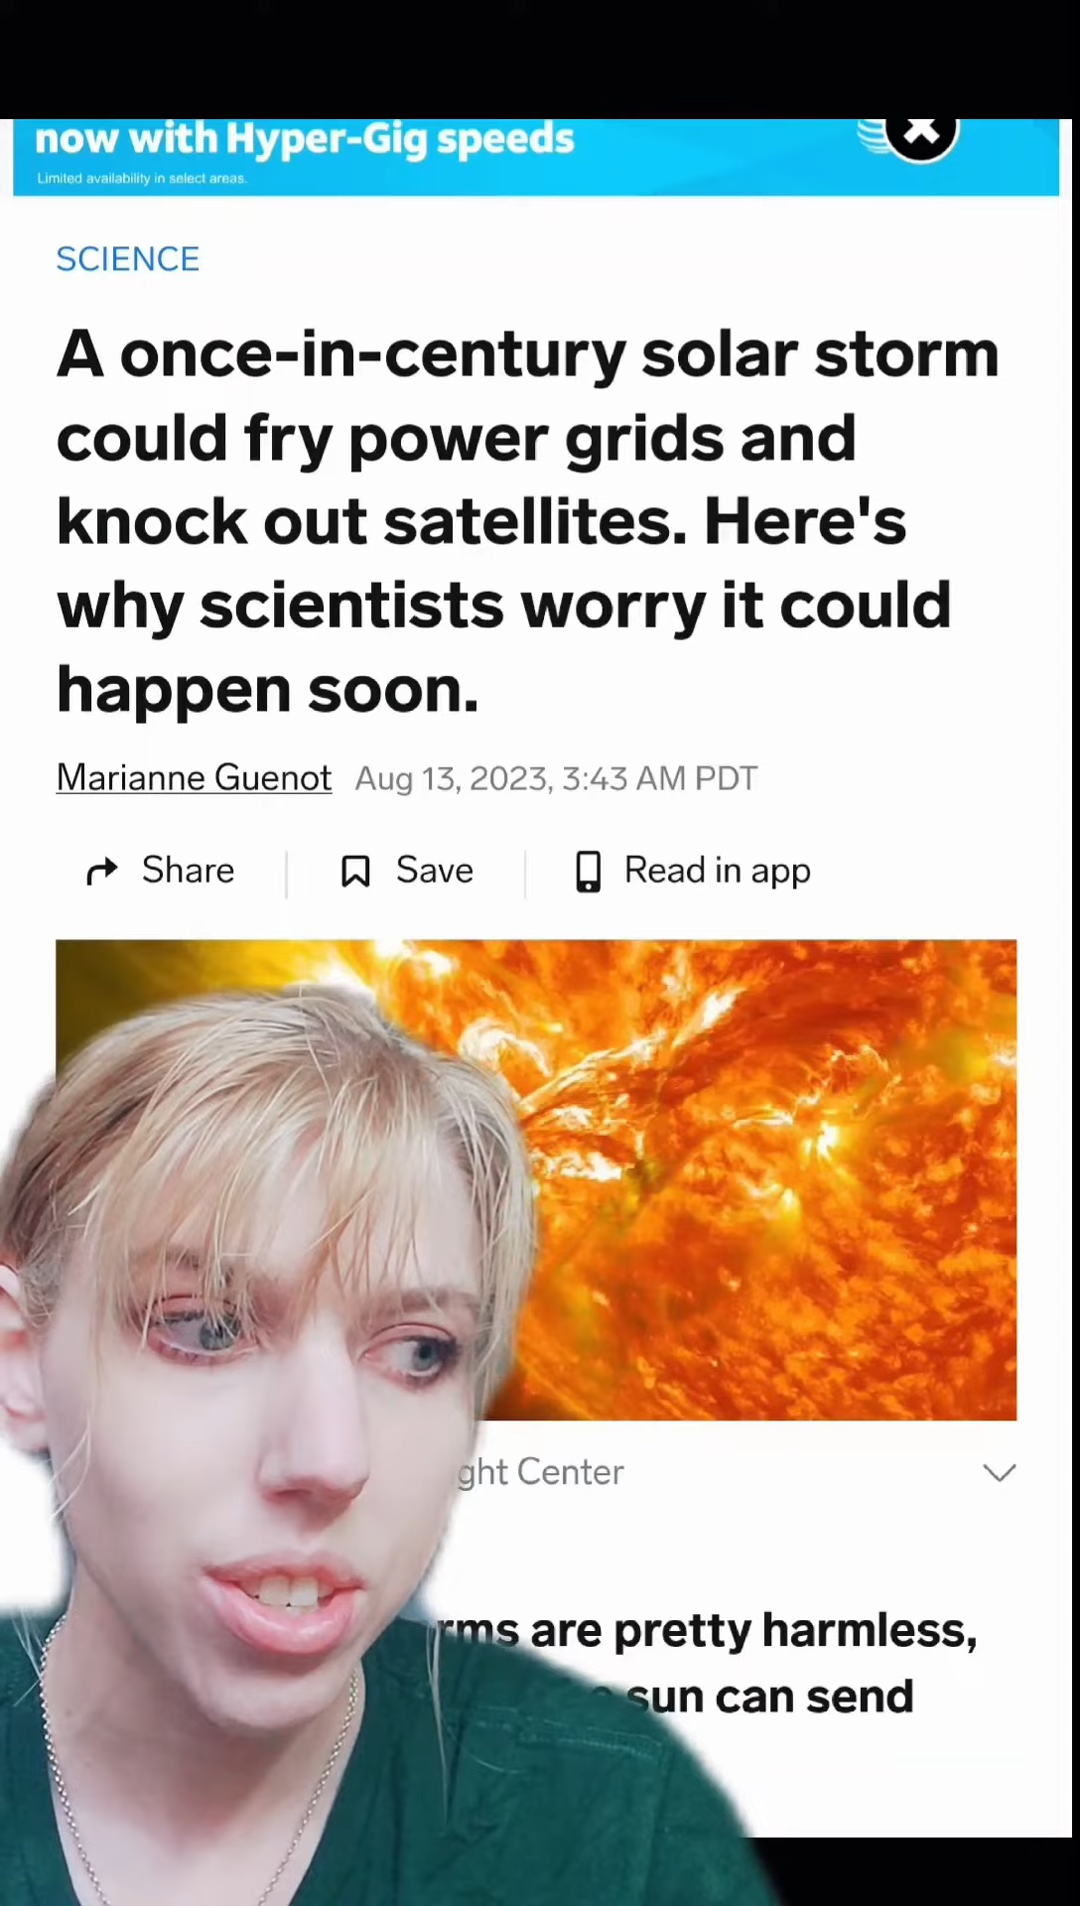 now with Hyper-Gig speeds
Limited availability in select areas.
SCIENCE
A once-in-century solar storm
could fry power grids and
knock out satellites. Here's
why scientists worry it could
happen soon.
Marianne Guenot Aug 13, 2023, 3:43 AM PDT
Share Save Read in app
ght Center
rms are pretty harmless,
sun can send